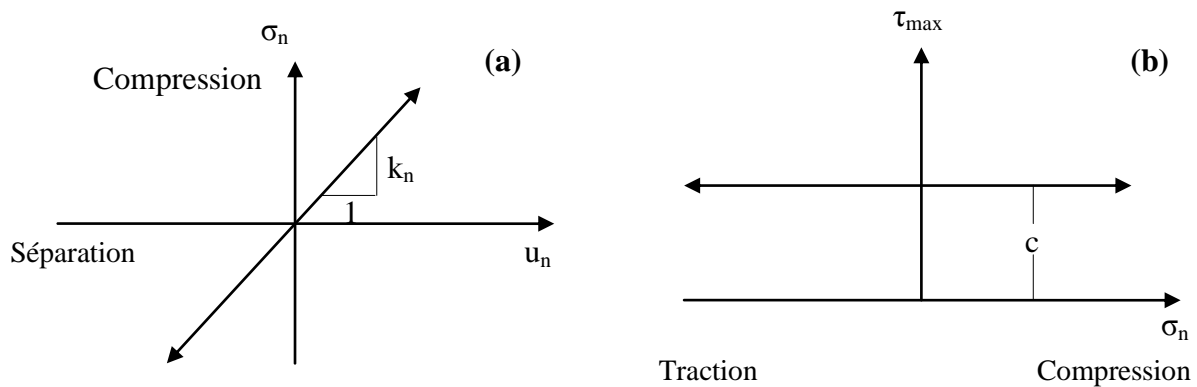 σn
(a)
Compression
kn
1
Séparation
un
τmax
(b)
c
σn
Traction
Compression